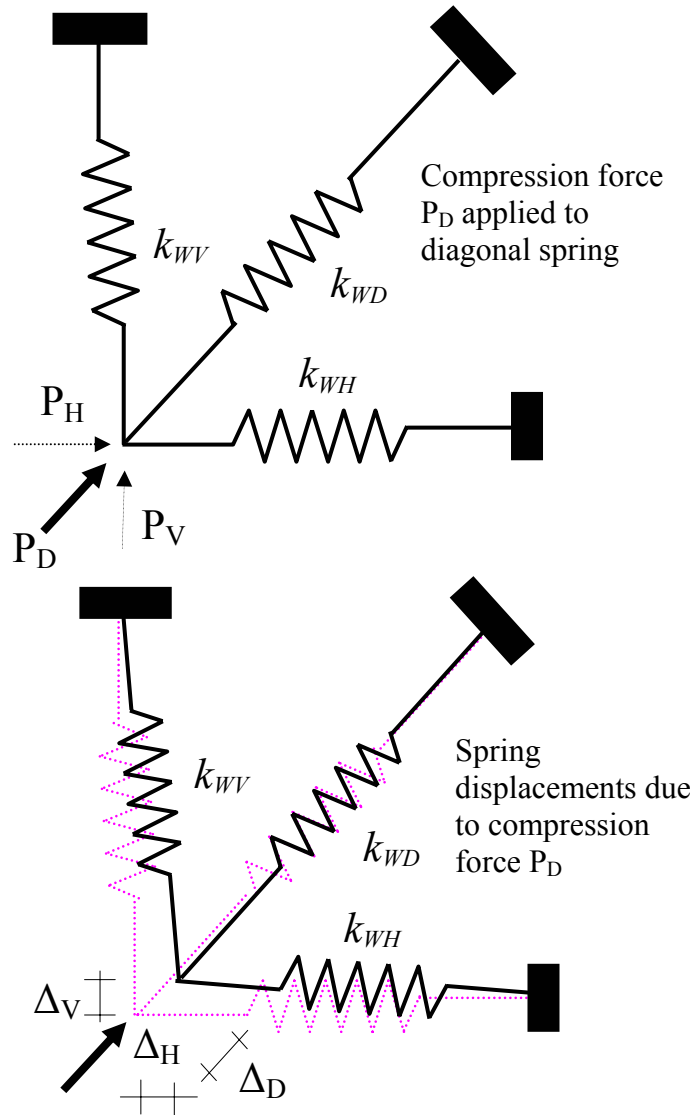 k_WV
Compression force
P_D applied to
diagonal spring
k_WD
k_WH
P_H
P_D
P_V
k_WV
Spring
displacements due
to compression
force P_D
k_WD
k_WH
Δ_V
Δ_H
Δ_D